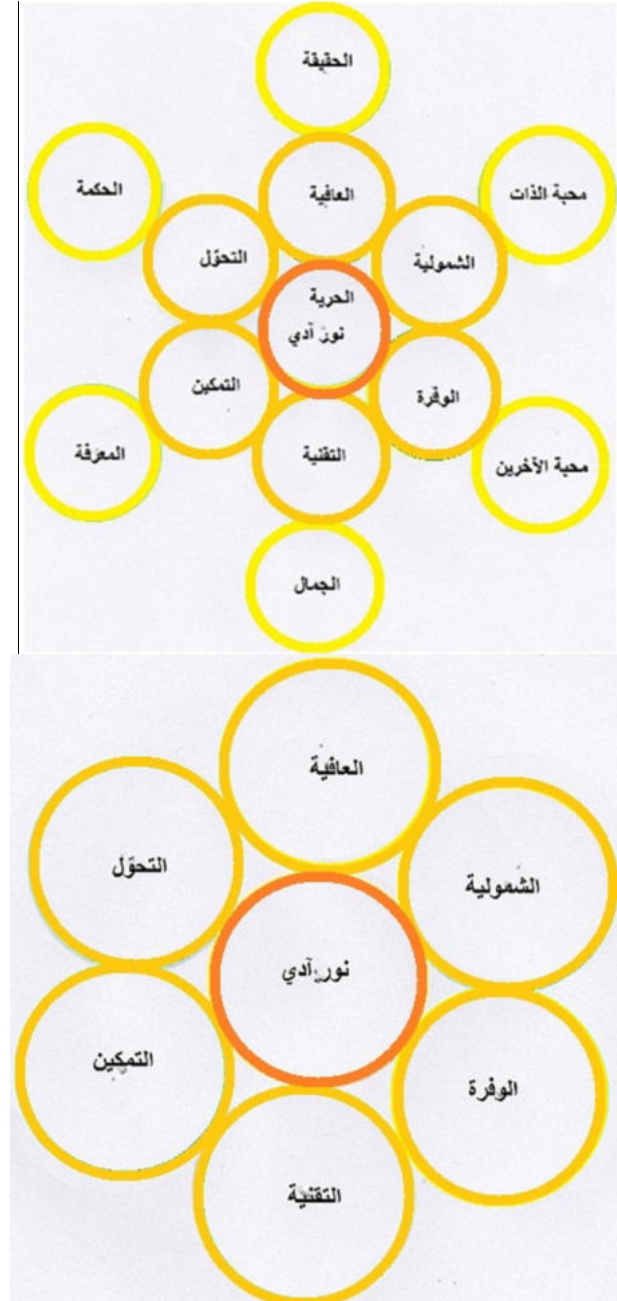 الحقيقة
محبة الذات
الحكمة
العافية
الشمولية
التحوّل
الحرية
نور آدي
الوفرة
التمكين
محبة الآخرين
المعرفة
التقنية
الجمال
العافية
الشمولية
التحوّل
نور آدي
الوفرة
التمكين
التقنية